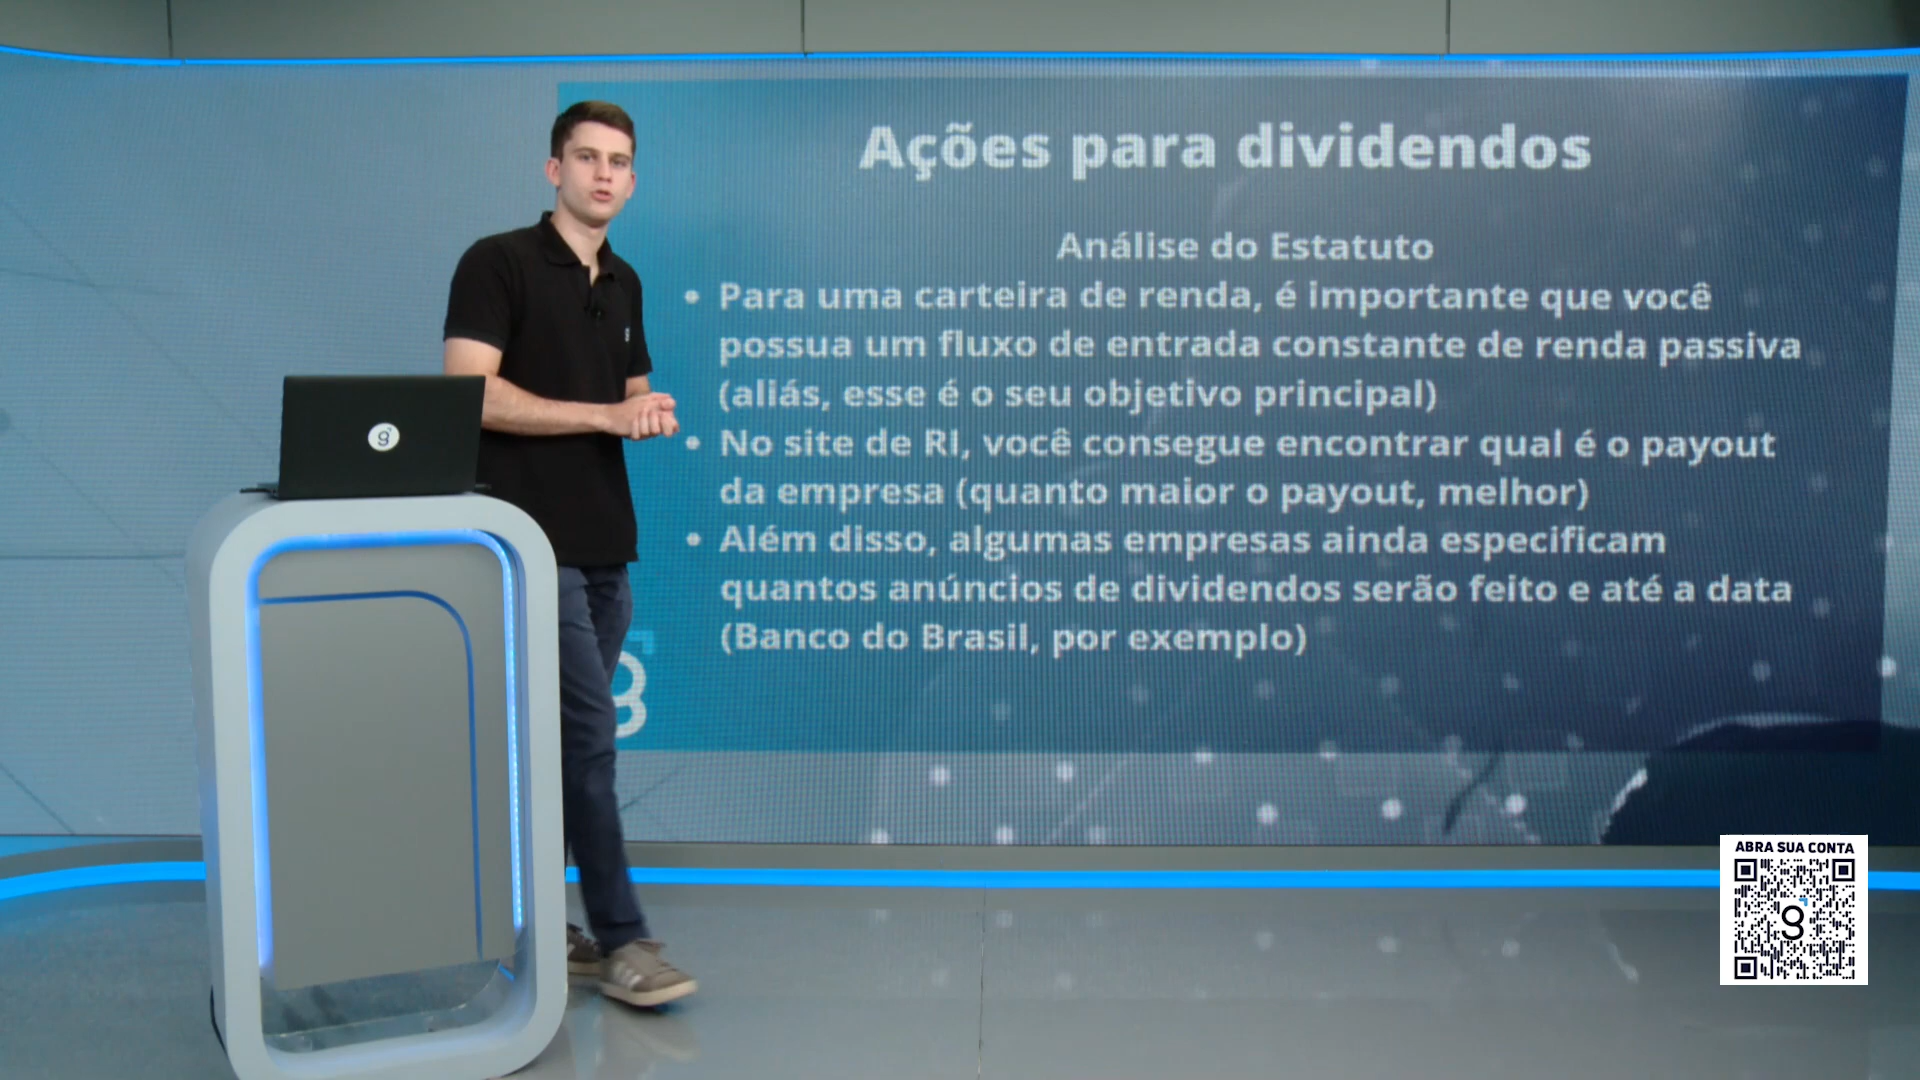 Ações para dividendos
Análise do Estatuto
• Para uma carteira de renda, é importante que você
possua um fluxo de entrada constante de renda passiva
(aliás, esse é o seu objetivo principal)
• No site de RI, você consegue encontrar qual é o payout
da empresa (quanto maior o payout, melhor)
• Além disso, algumas empresas ainda especificam
quantos anúncios de dividendos serão feito e até a data
(Banco do Brasil, por exemplo)
g
g
ABRA SUA CONTA
g